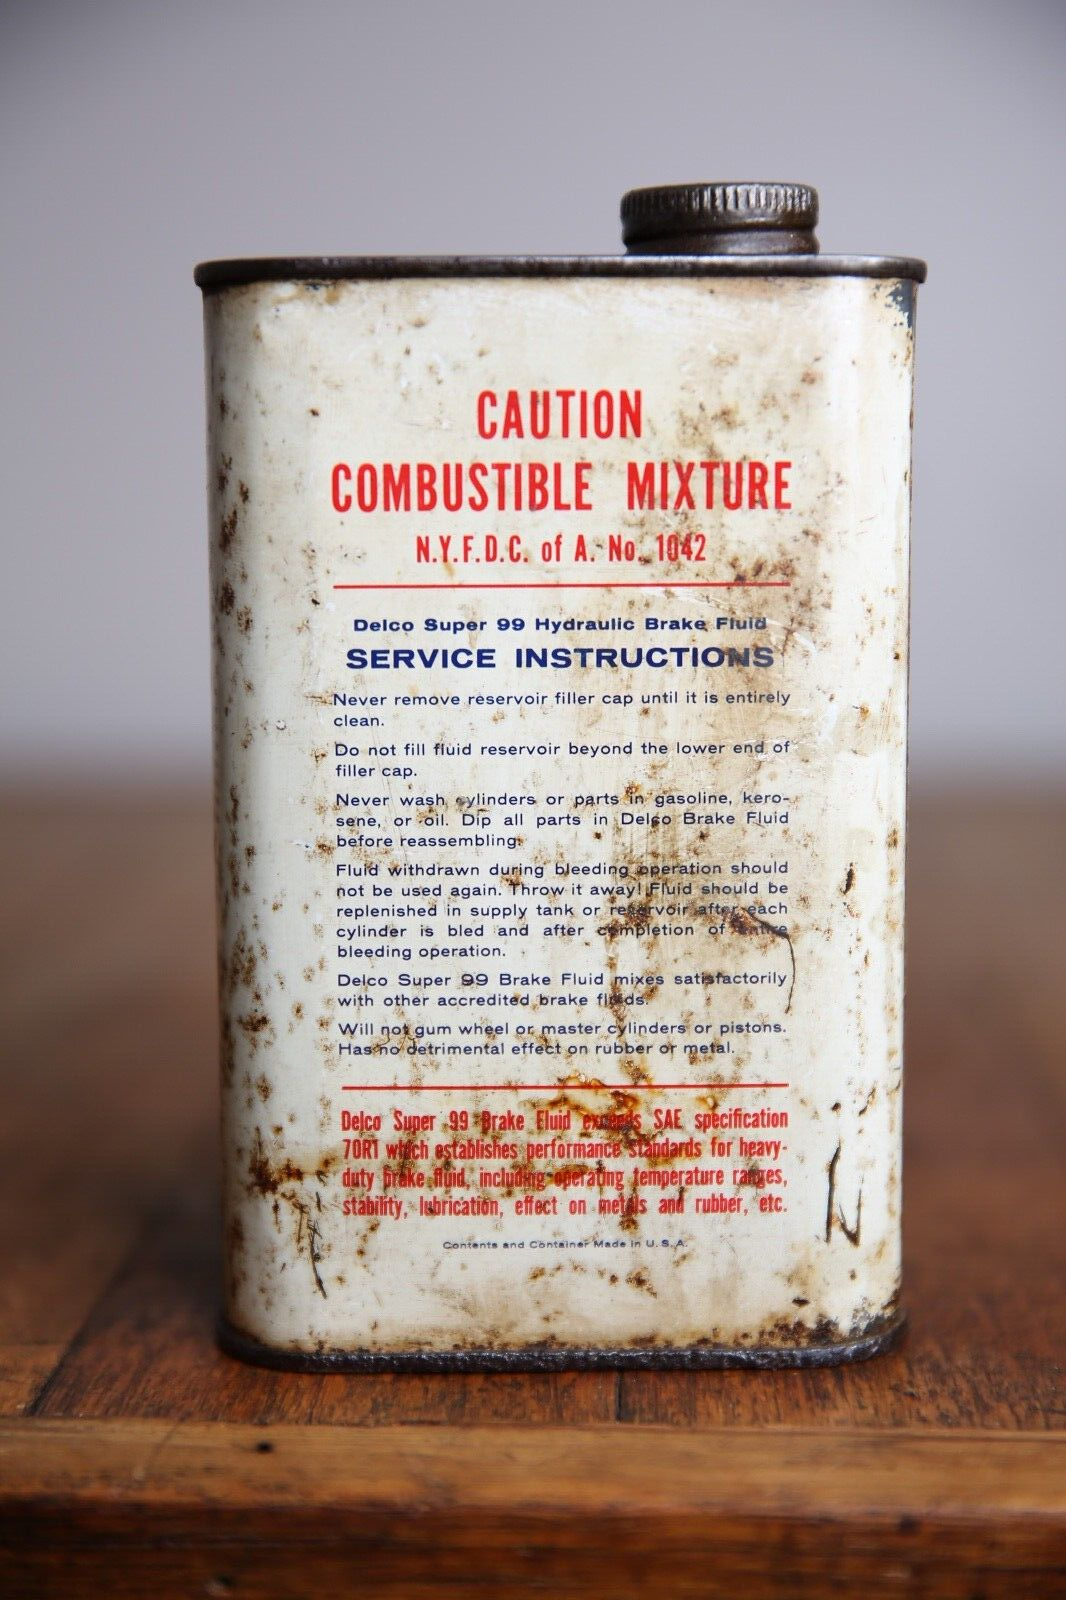 CAUTION
COMBUSTIBLE MIXTURE
N.Y.F.D.C. of A. No. 1042
Delco Super 99 Hydraulic Brake Fluid
SERVICE INSTRUCTIONS
Never remove reservoir filler cap until it is entirely
clean.
Do not fill fluid reservoir beyond the lower end of
filler cap.
Never wash cylinders or parts in gasoline, kero-
sene, or oil. Dip all parts in Delco Brake Fluid
before reassembling.
Fluid withdrawn during bleeding operation should
not be used again. Throw it away! Fluid should be
replenished in supply tank or reservoir after each
cylinder is bled and after completion of entire
bleeding operation.
Delco Super 99 Brake Fluid mixes satisfactorily
with other accredited brake fluids.
Will not gum wheel or master cylinders or pistons.
Has no detrimental effect on rubber or metal.
Delco Super 99 Brake Fluid exceeds SAE specification
70R1 which establishes performance standards for heavy-
duty brake fluid, including operating temperature ranges,
stability, lubrication, effect on metals and rubber, etc.
Contents and Container Made in U.S.A.